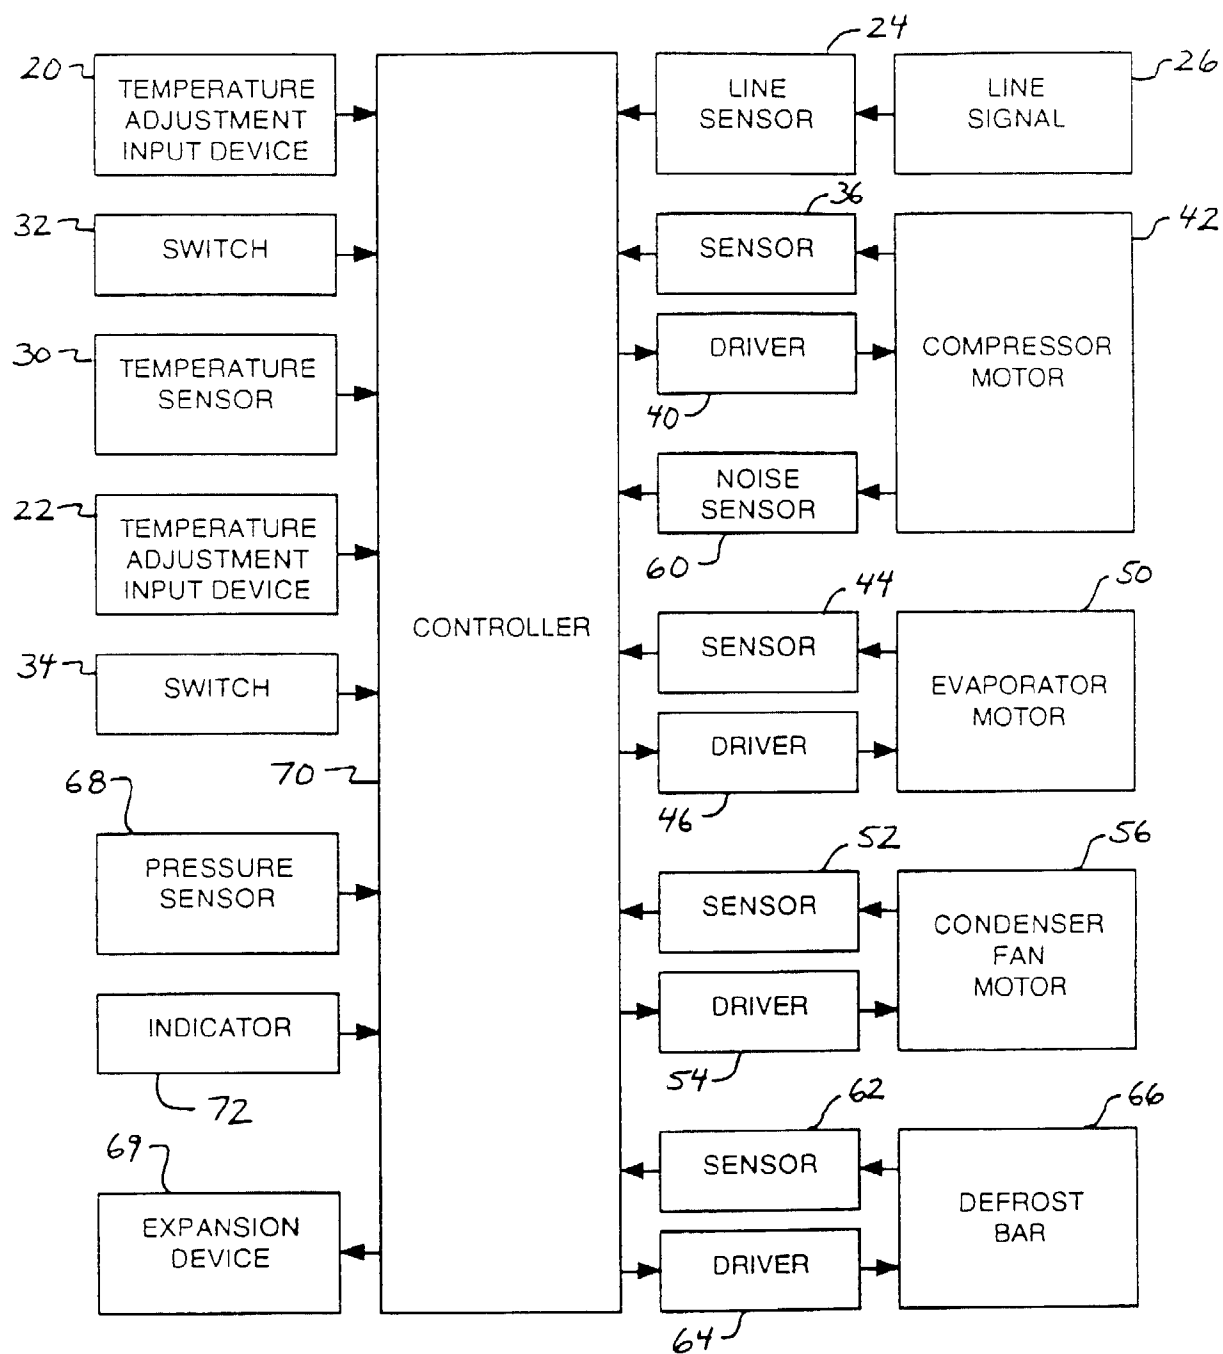 20
TEMPERATURE
ADJUSTMENT
INPUT DEVICE
32
SWITCH
30
TEMPERATURE
SENSOR
22
TEMPERATURE
ADJUSTMENT
INPUT DEVICE
34
SWITCH
68
PRESSURE
SENSOR
INDICATOR
72
69
EXPANSION
DEVICE
CONTROLLER
70
24
LINE
SENSOR
26
LINE
SIGNAL
36
SENSOR
DRIVER
40
NOISE
SENSOR
60
42
COMPRESSOR
MOTOR
44
SENSOR
DRIVER
46
50
EVAPORATOR
MOTOR
52
SENSOR
DRIVER
54
56
CONDENSER
FAN
MOTOR
62
SENSOR
DRIVER
64
66
DEFROST
BAR